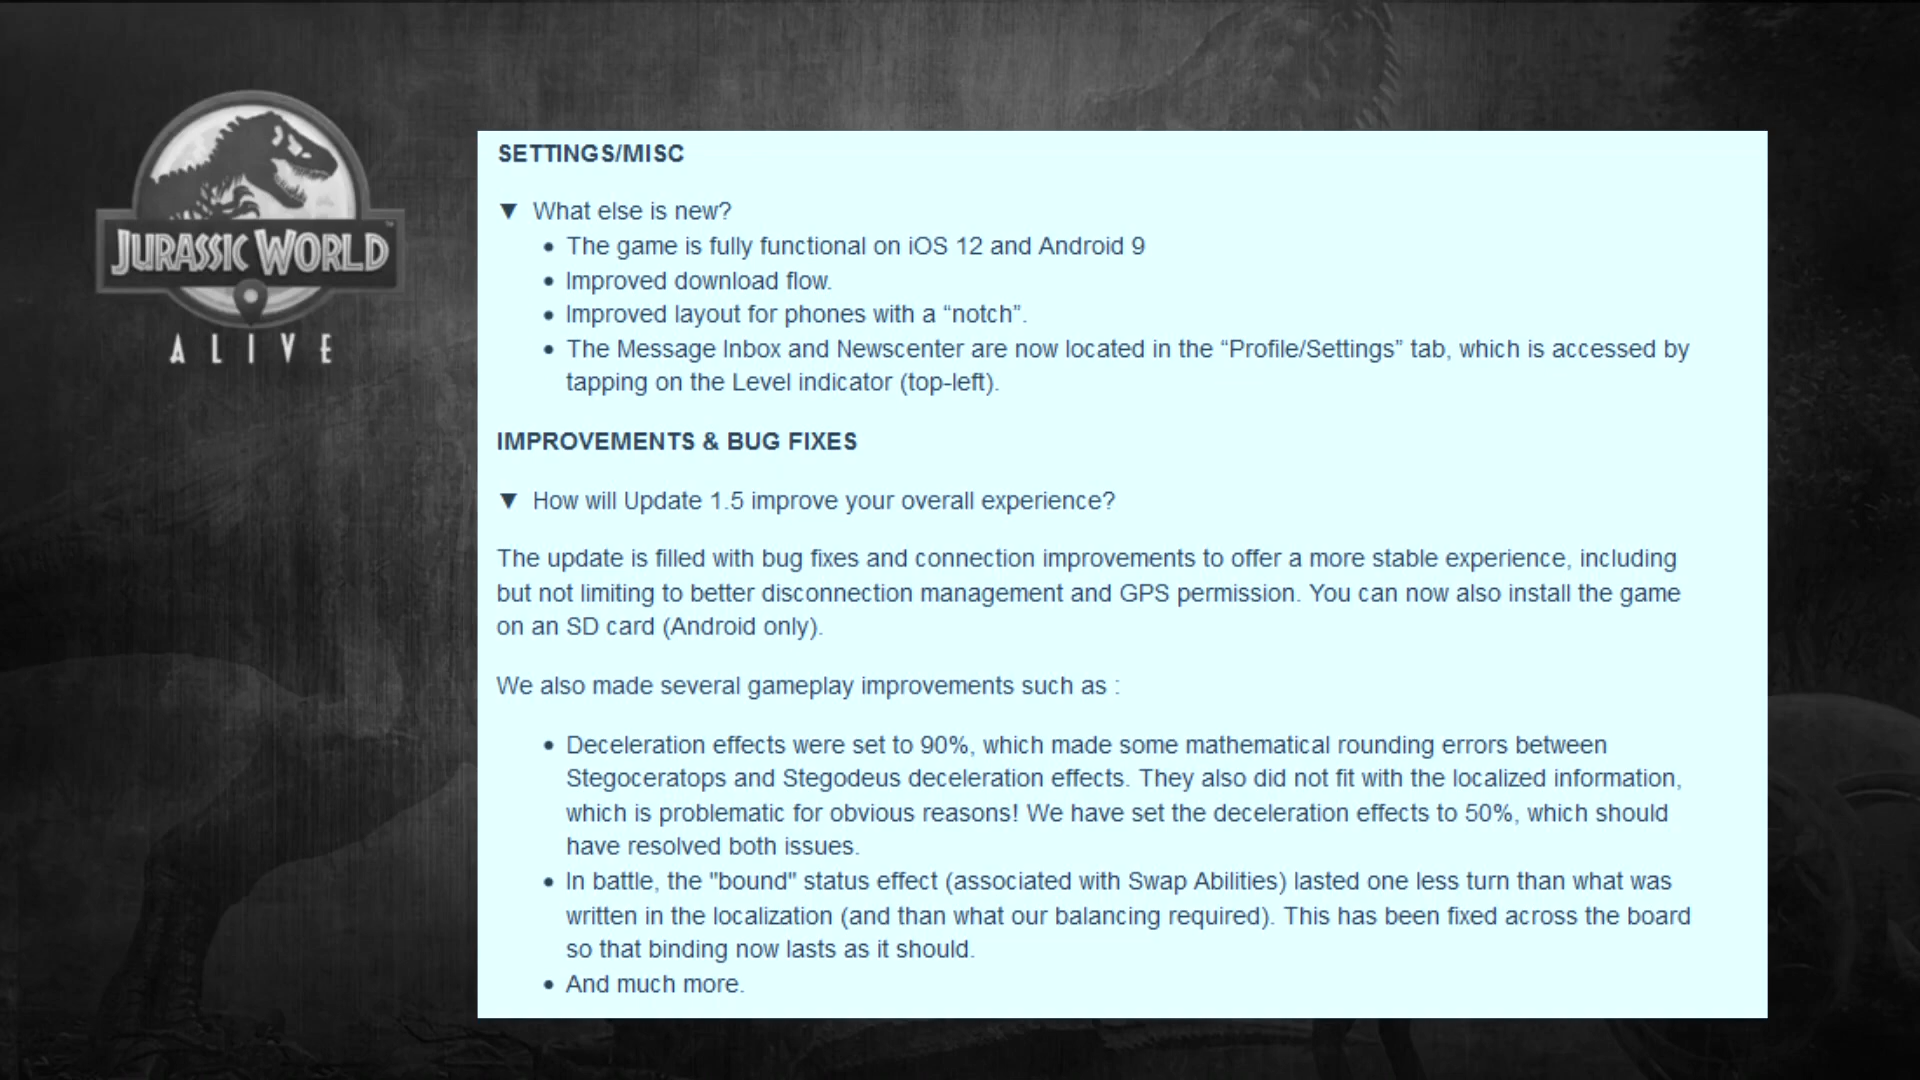 JURASSIC WORLD™
ALIVE
SETTINGS/MISC
▼ What else is new?
• The game is fully functional on iOS 12 and Android 9
• Improved download flow.
• Improved layout for phones with a “notch”.
• The Message Inbox and Newscenter are now located in the “Profile/Settings” tab, which is accessed by
tapping on the Level indicator (top-left).
IMPROVEMENTS & BUG FIXES
▼ How will Update 1.5 improve your overall experience?
The update is filled with bug fixes and connection improvements to offer a more stable experience, including
but not limiting to better disconnection management and GPS permission. You can now also install the game
on an SD card (Android only).
We also made several gameplay improvements such as :
• Deceleration effects were set to 90%, which made some mathematical rounding errors between
Stegoceratops and Stegodeus deceleration effects. They also did not fit with the localized information,
which is problematic for obvious reasons! We have set the deceleration effects to 50%, which should
have resolved both issues.
• In battle, the "bound" status effect (associated with Swap Abilities) lasted one less turn than what was
written in the localization (and than what our balancing required). This has been fixed across the board
so that binding now lasts as it should.
• And much more.